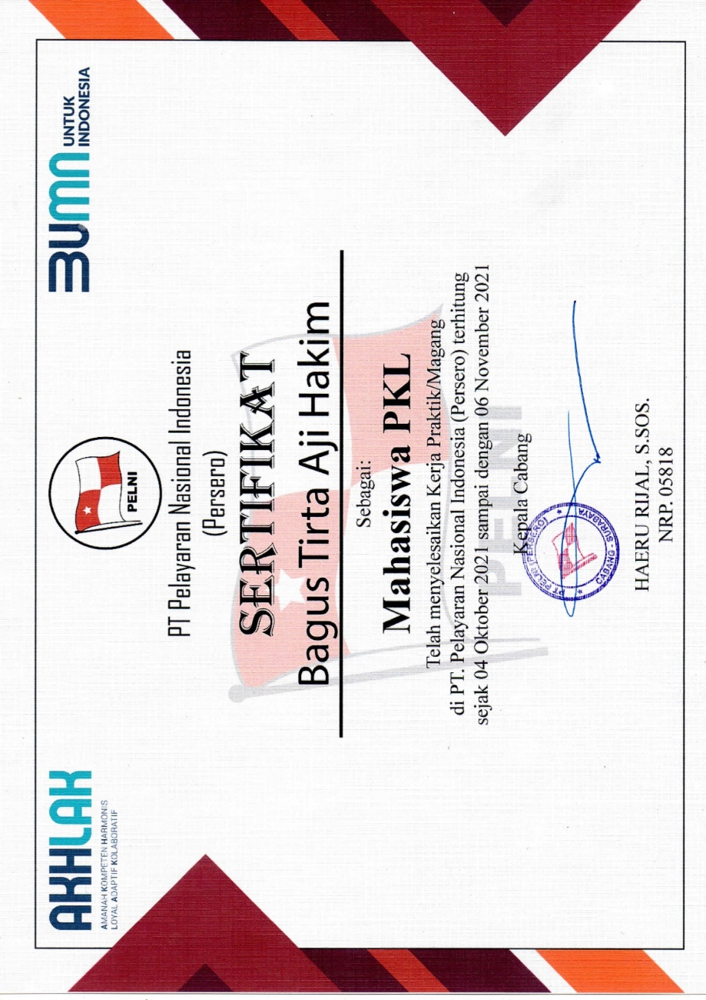 AKHLAK
AMANAH KOMPETEN HARMONIS
LOYAL ADAPTIF KOLABORATIF
BUMN UNTUK
INDONESIA
PELNI
PT Pelayaran Nasional Indonesia
(Persero)
SERTIFIKAT
Bagus Tirta Aji Hakim
Sebagai:
Mahasiswa PKL
Telah menyelesaikan Kerja Praktik/Magang
di PT. Pelayaran Nasional Indonesia (Persero) terhitung
sejak 04 Oktober 2021 sampai dengan 06 November 2021
PELNI
Kepala Cabang
PT PELNI (PERSERO)
CABANG - SURABAYA
HAERU RIJAL, S.SOS.
NRP. 05818